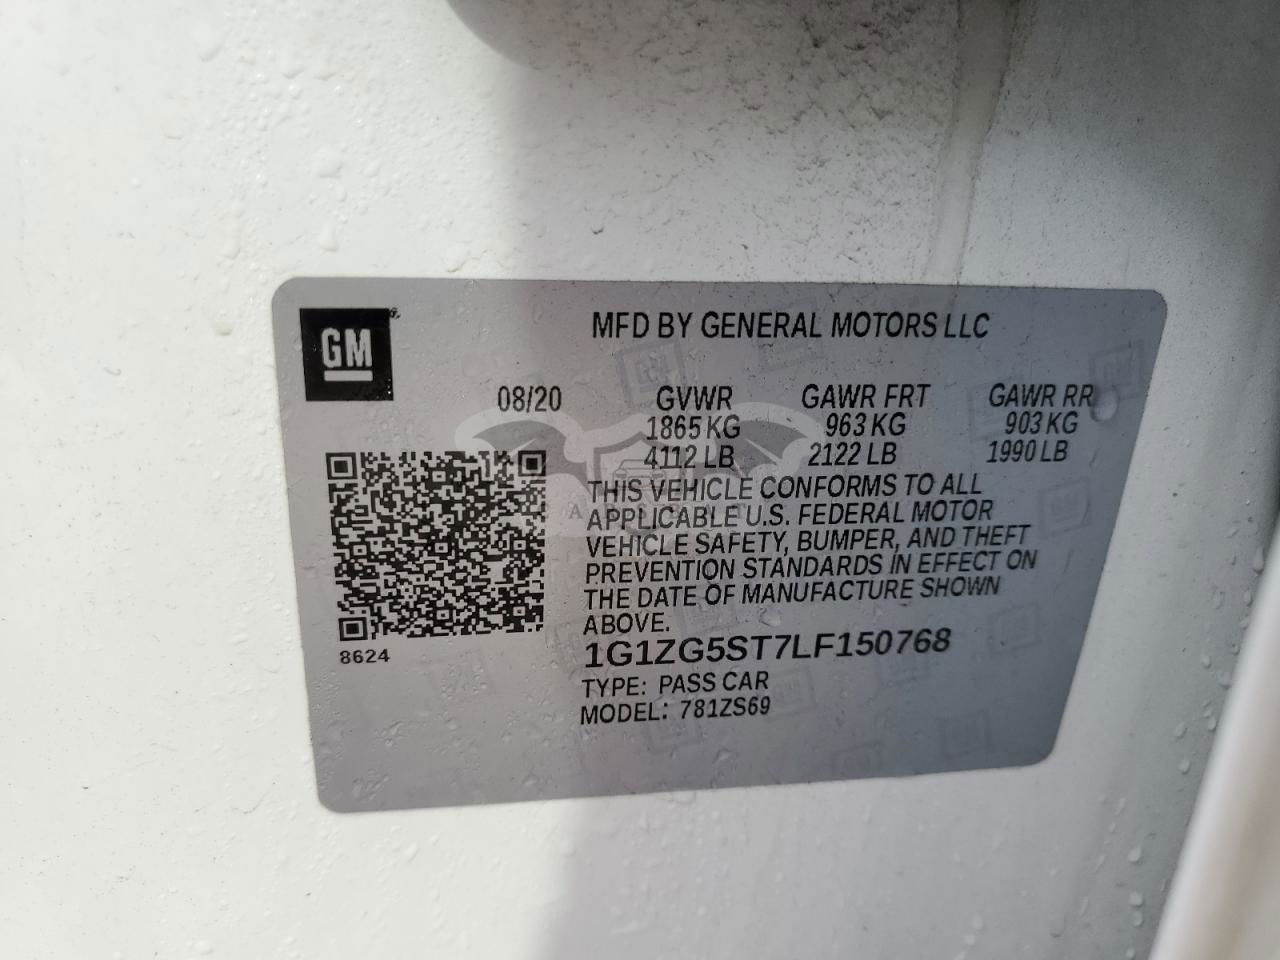 GM
MFD BY GENERAL MOTORS LLC
08/20 GVWR GAWR FRT GAWR RR
1865 KG 963 KG 903 KG
4112 LB 2122 LB 1990 LB
THIS VEHICLE CONFORMS TO ALL
APPLICABLE U.S. FEDERAL MOTOR
VEHICLE SAFETY, BUMPER, AND THEFT
PREVENTION STANDARDS IN EFFECT ON
THE DATE OF MANUFACTURE SHOWN
ABOVE.
8624
1G1ZG5ST7LF150768
TYPE: PASS CAR
MODEL: 781ZS69